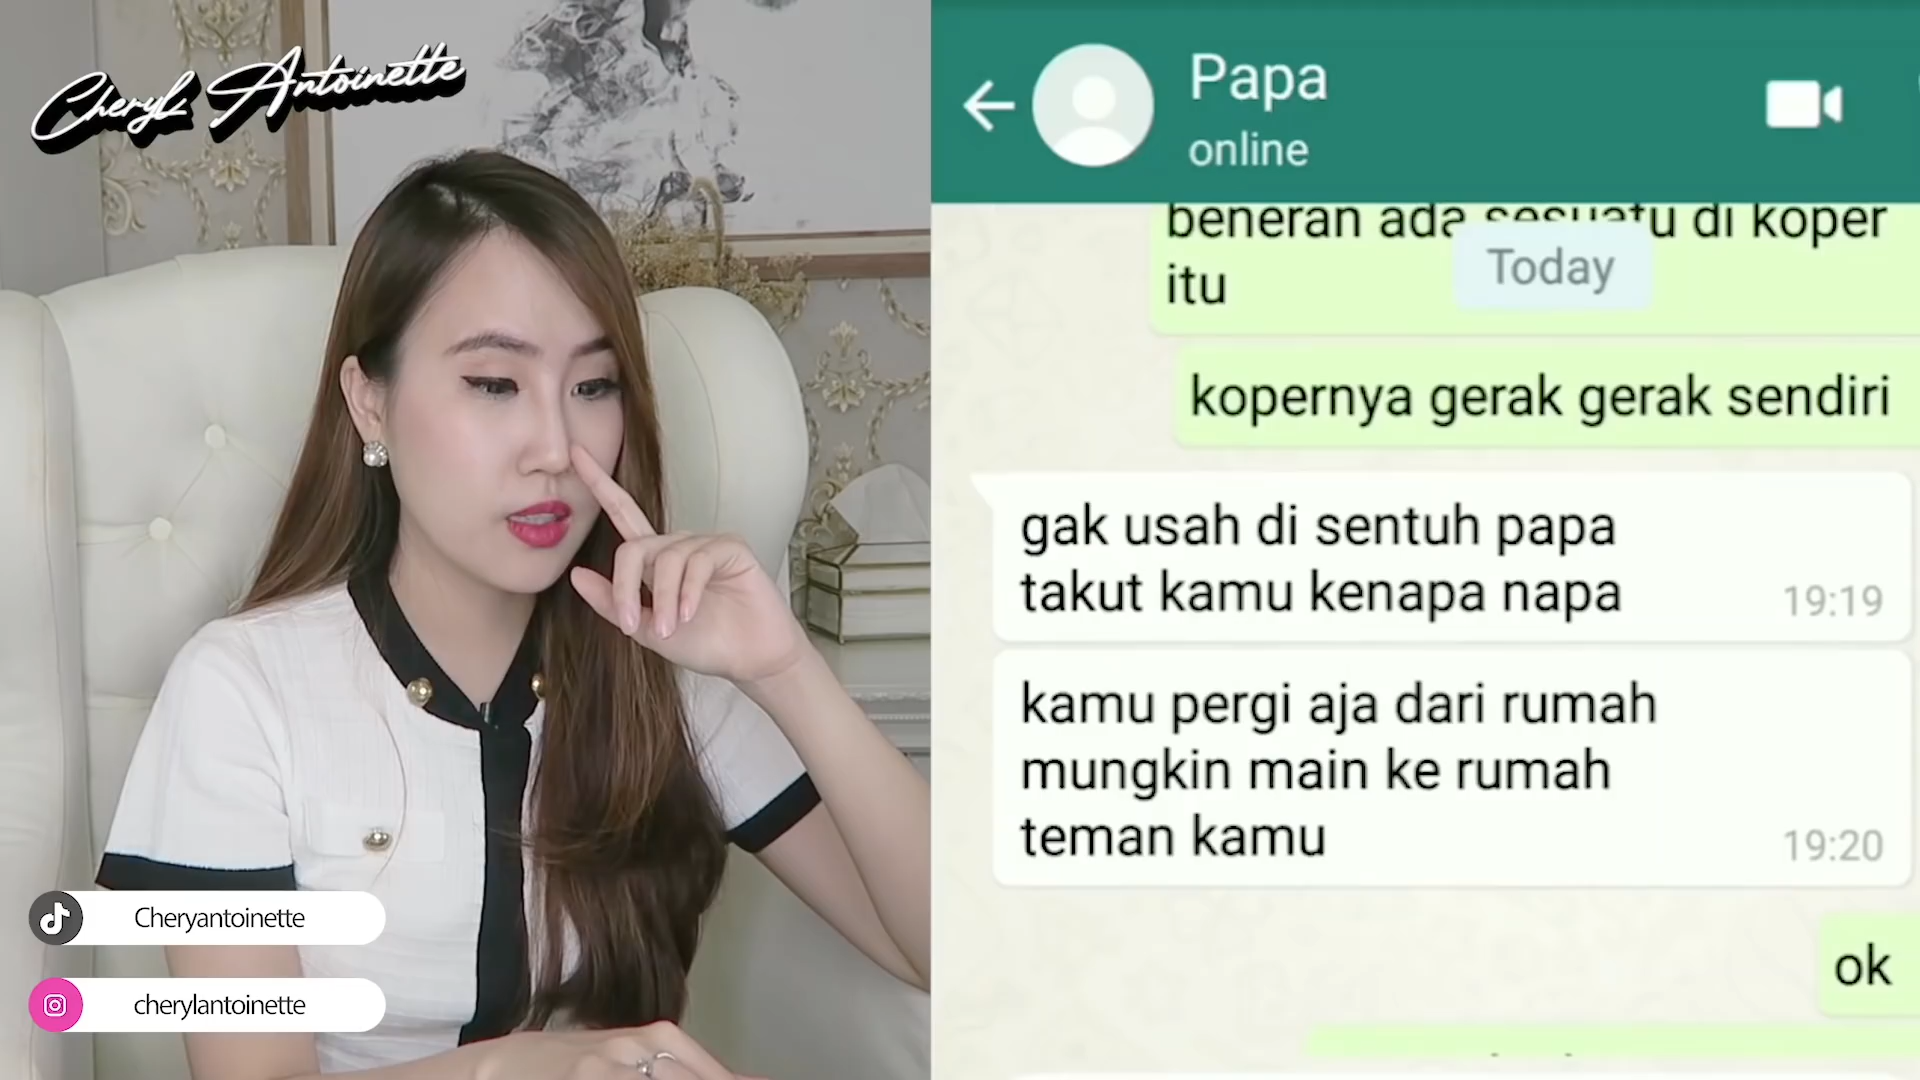 Cheryl Antoinette
Papa
online
beneran ada sesuatu di koper
itu
Today
kopernya gerak gerak sendiri
gak usah di sentuh papa
takut kamu kenapa napa
19:19
kamu pergi aja dari rumah
mungkin main ke rumah
teman kamu
19:20
ok
Cheryantoinette
cherylantoinette